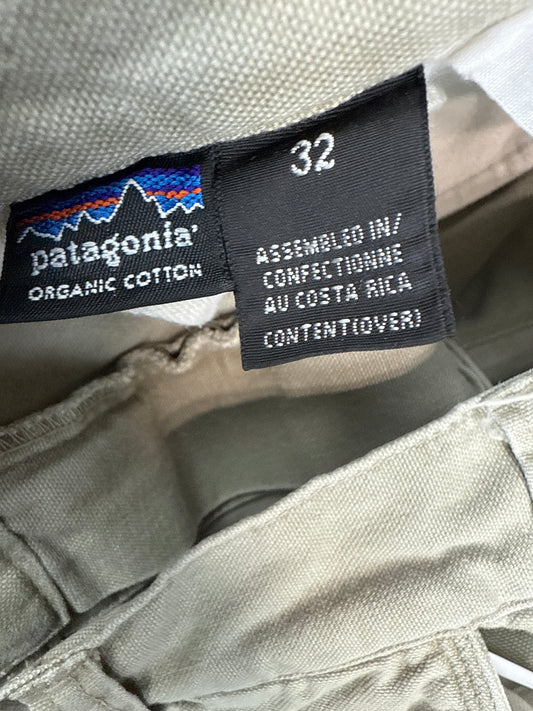 patagonia®
ORGANIC COTTON
32
ASSEMBLED IN/
CONFECTIONNE
AU COSTA RICA
CONTENT(OVER)